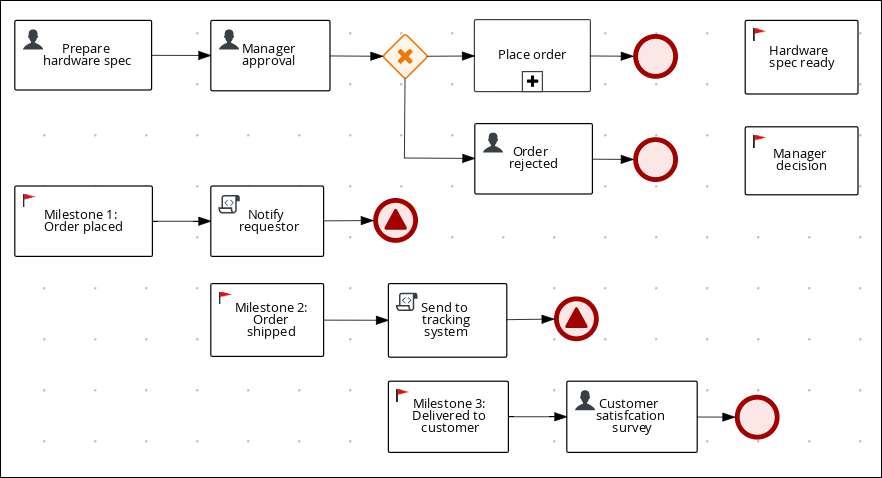 Prepare
hardware spec
Manager
approval
Place order
Hardware
spec ready
Order
rejected
Manager
decision
Milestone 1:
Order placed
Notify
requestor
Milestone 2:
Order
shipped
Send to
tracking
system
Milestone 3:
Delivered to
customer
Customer
satisfcation
survey